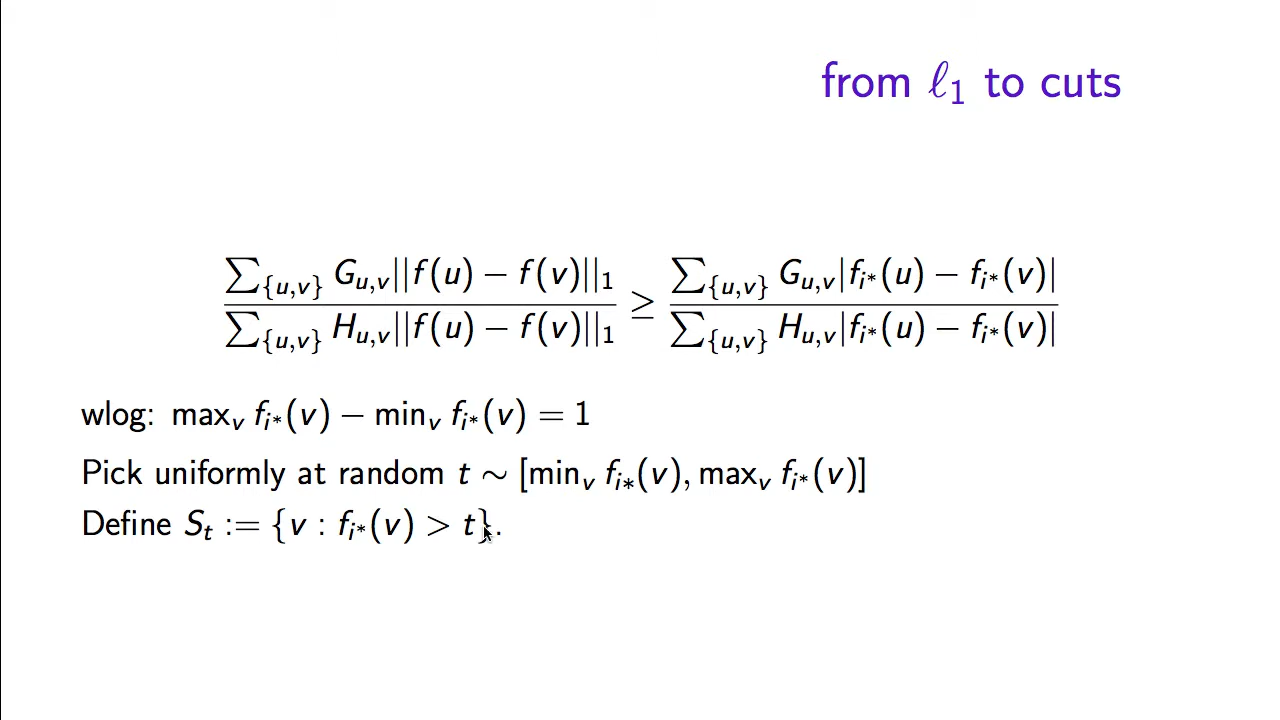 from ℓ₁ to cuts
∑_{{u,v}} G_{u,v}||f(u) − f(v)||₁ / ∑_{{u,v}} H_{u,v}||f(u) − f(v)||₁ ≥ ∑_{{u,v}} G_{u,v}|f_{i*}(u) − f_{i*}(v)| / ∑_{{u,v}} H_{u,v}|f_{i*}(u) − f_{i*}(v)|
wlog: max_v f_{i*}(v) − min_v f_{i*}(v) = 1
Pick uniformly at random t ∼ [min_v f_{i*}(v), max_v f_{i*}(v)]
Define S_t := {v : f_{i*}(v) > t}.